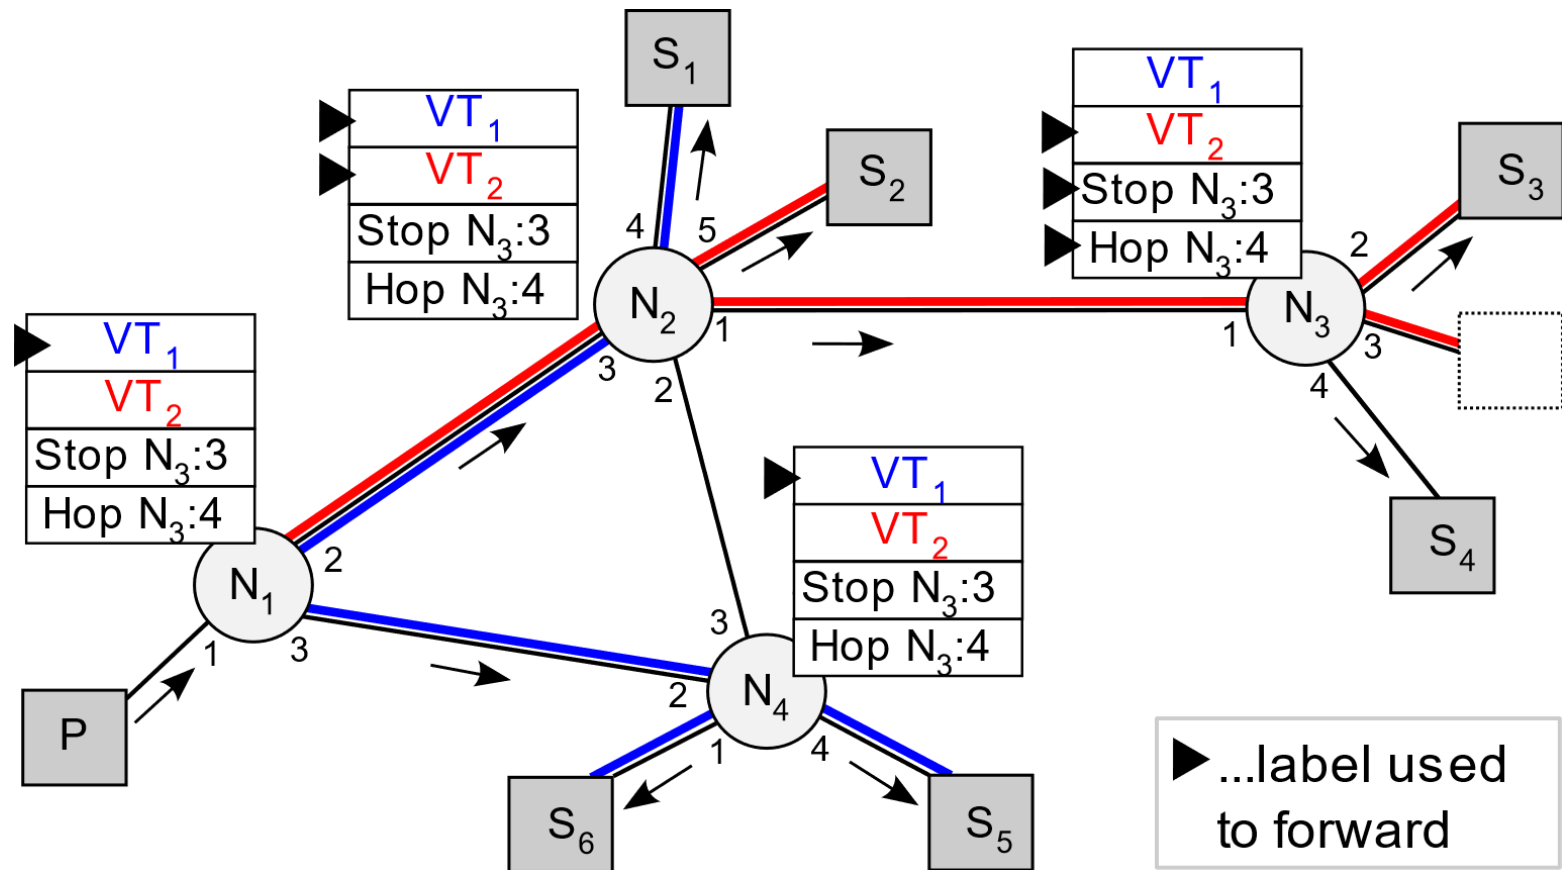 S1
VT1
VT2
Stop N3:3
Hop N3:4
VT1
VT2
Stop N3:3
Hop N3:4
S2
S3
4
5
N2
3
2
1
1
N3
2
3
4
VT1
VT2
Stop N3:3
Hop N3:4
N1
2
1
3
VT1
VT2
Stop N3:3
Hop N3:4
S4
3
2
N4
1
4
P
S6
S5
...label used
to forward